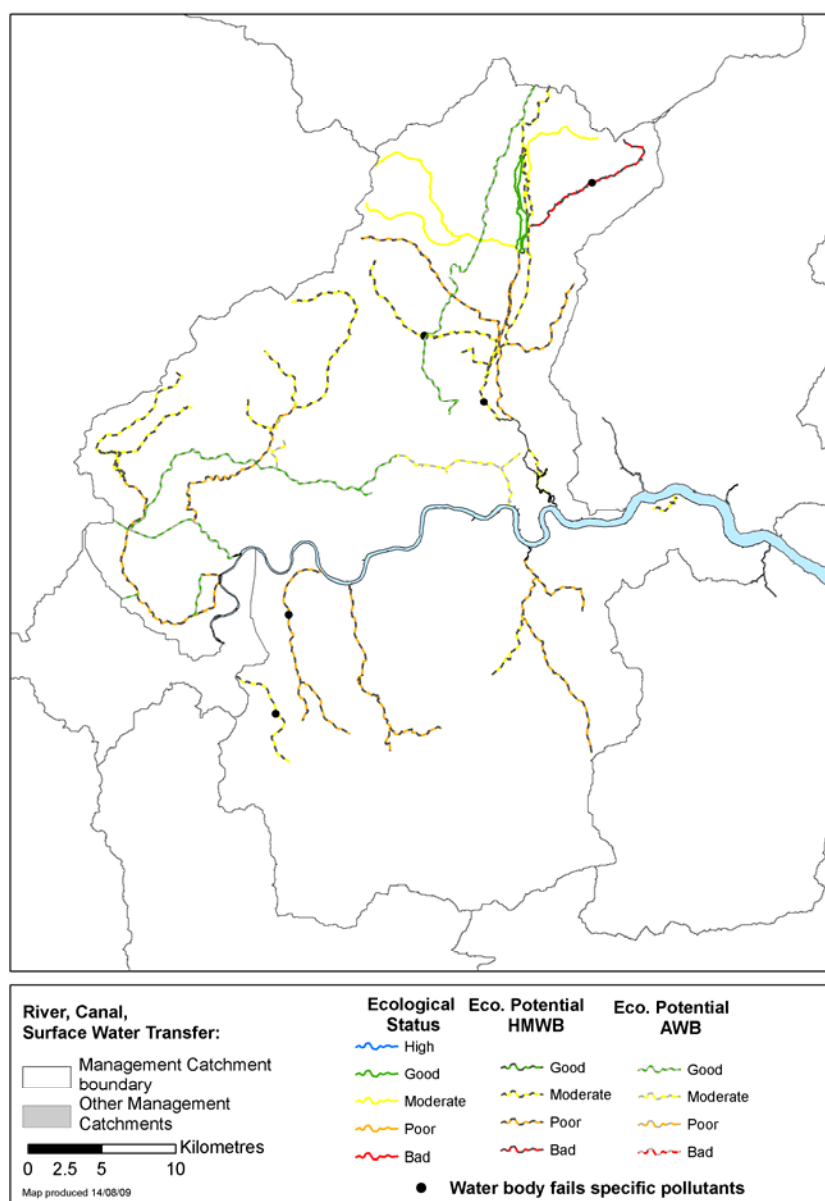 River, Canal,
Surface Water Transfer:
Management Catchment
boundary
Other Management
Catchments
Kilometres
0 2.5 5 10
Map produced 14/08/09
Ecological
Status
High
Good
Moderate
Poor
Bad
Eco. Potential
HMWB
Good
Moderate
Poor
Bad
Eco. Potential
AWB
Good
Moderate
Poor
Bad
Water body fails specific pollutants